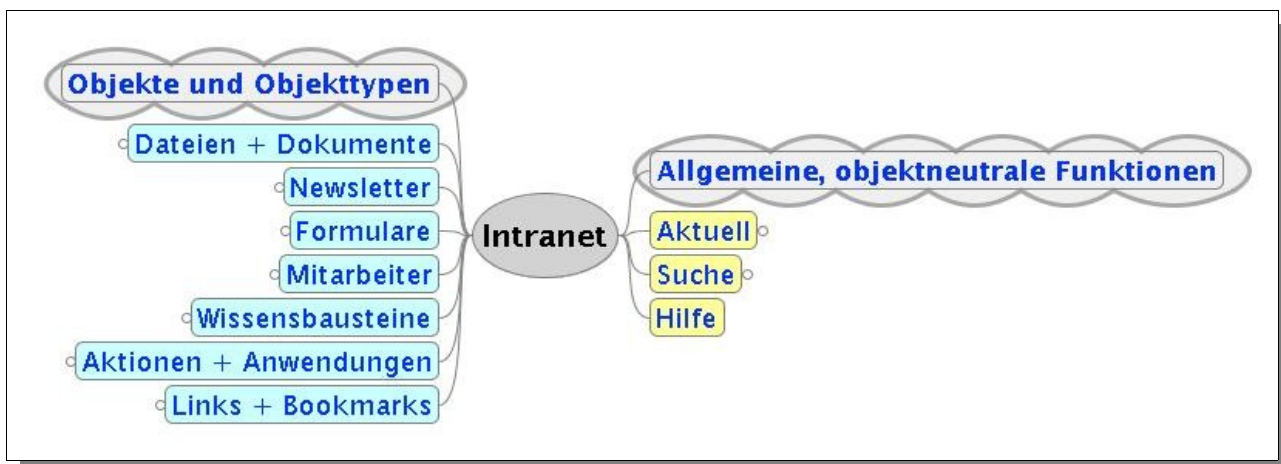 Objekte und Objekttypen
Dateien + Dokumente
Newsletter
Formulare
Mitarbeiter
Wissensbausteine
Aktionen + Anwendungen
Links + Bookmarks
Intranet
Allgemeine, objektneutrale Funktionen
Aktuell
Suche
Hilfe